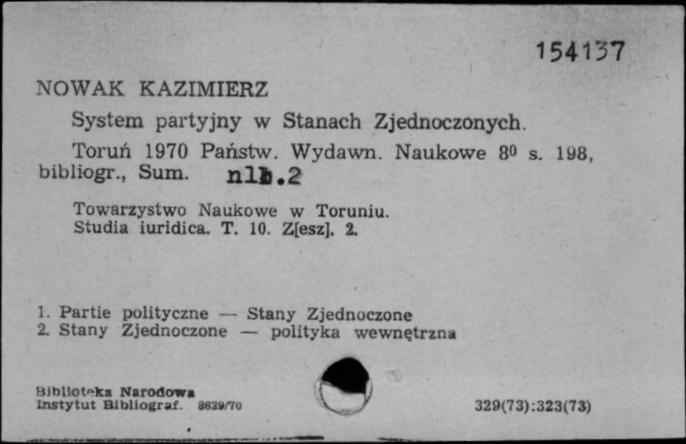 154137
NOWAK KAZIMIERZ
System partyjny w Stanach Zjednoczonych.
Toruń 1970 Państw. Wydawn. Naukowe 8⁰ s. 198,
bibliogr., Sum. nlb.2
Towarzystwo Naukowe w Toruniu.
Studia iuridica. T. 10. Z[esz]. 2.
1. Partie polityczne — Stany Zjednoczone
2. Stany Zjednoczone — polityka wewnętrzna
Biblioteka Narodowa
Instytut Bibliograf. 8629/70
329(73):323(73)